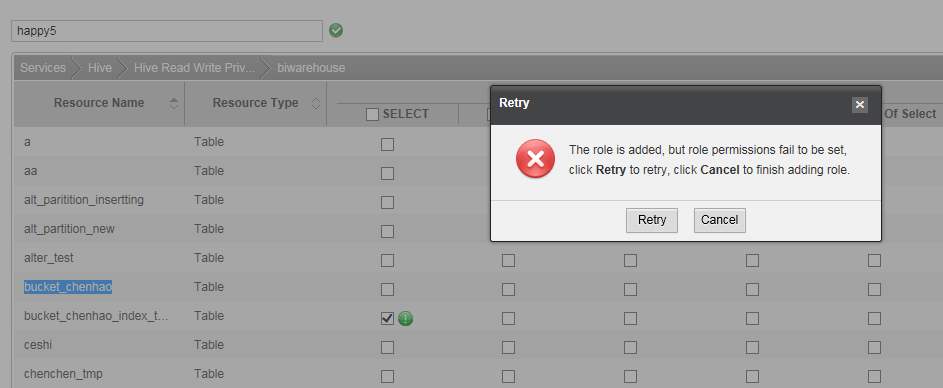 happy5
Services Hive Hive Read Write Priv... biwarehouse
Resource Name Resource Type SELECT Of Select
Retry
The role is added, but role permissions fail to be set,
click Retry to retry, click Cancel to finish adding role.
Retry Cancel
a Table
aa Table
alt_paritition_insertting Table
alt_partition_new Table
alter_test Table
bucket_chenhao Table
bucket_chenhao_index_t... Table
ceshi Table
chenchen_tmp Table